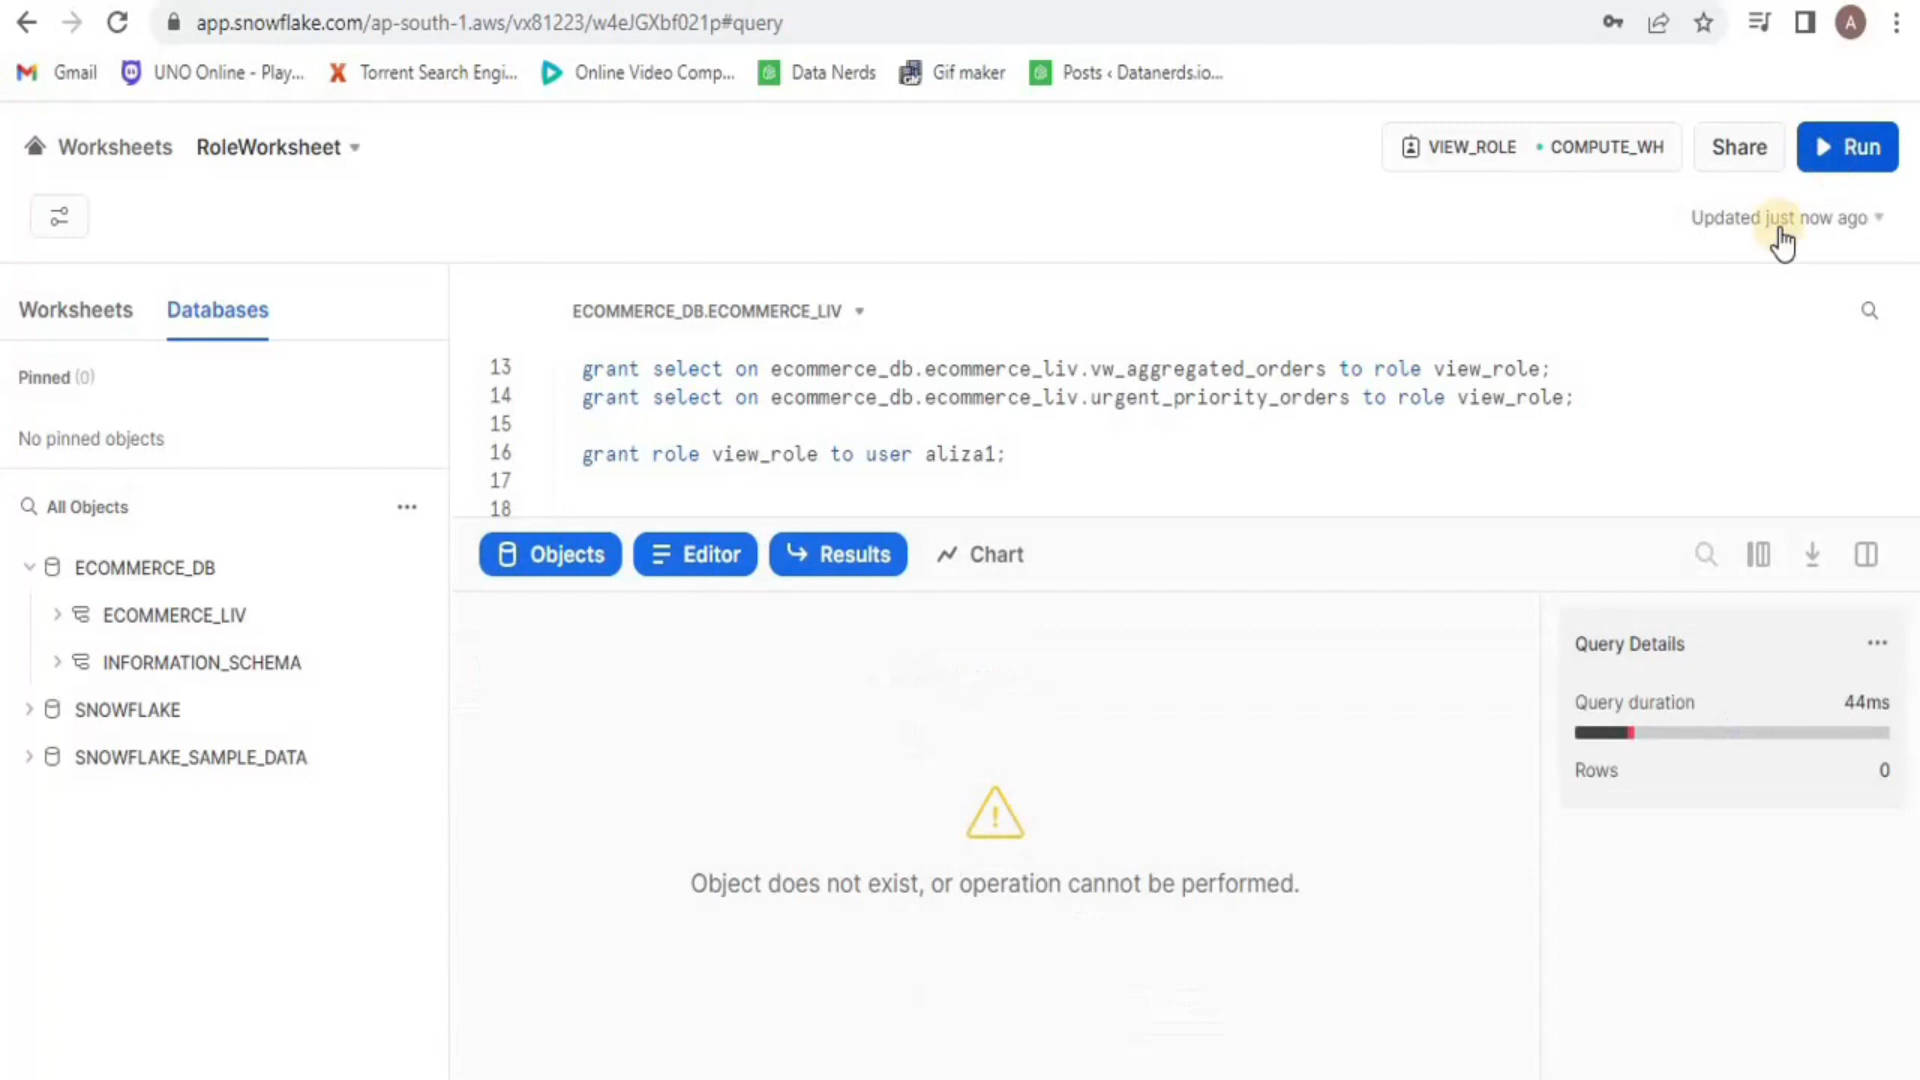 app.snowflake.com/ap-south-1.aws/vx81223/w4eJGXbf021p#query
A
Gmail
UNO Online - Play...
Torrent Search Engi...
Online Video Comp...
Data Nerds
Gif maker
Posts ‹ Datanerds.io...
Worksheets
RoleWorksheet
VIEW_ROLE
COMPUTE_WH
Share
Run
Updated just now ago
Worksheets
Databases
ECOMMERCE_DB.ECOMMERCE_LIV
Pinned (0)
No pinned objects
All Objects
ECOMMERCE_DB
ECOMMERCE_LIV
INFORMATION_SCHEMA
SNOWFLAKE
SNOWFLAKE_SAMPLE_DATA
13 grant select on ecommerce_db.ecommerce_liv.vw_aggregated_orders to role view_role;
14 grant select on ecommerce_db.ecommerce_liv.urgent_priority_orders to role view_role;
15
16 grant role view_role to user aliza1;
17
18
Objects
Editor
Results
Chart
Object does not exist, or operation cannot be performed.
Query Details
Query duration 44ms
Rows 0